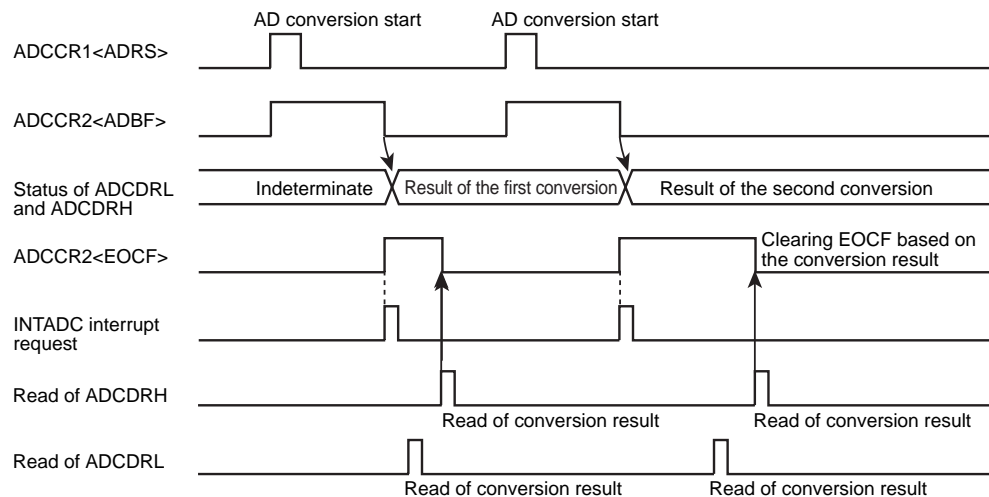 AD conversion start
AD conversion start
ADCCR1<ADRS>
ADCCR2<ADBF>
Status of ADCDRL
and ADCDRH
Indeterminate
Result of the first conversion
Result of the second conversion
ADCCR2<EOCF>
Clearing EOCF based on
the conversion result
INTADC interrupt
request
Read of ADCDRH
Read of conversion result
Read of conversion result
Read of ADCDRL
Read of conversion result
Read of conversion result